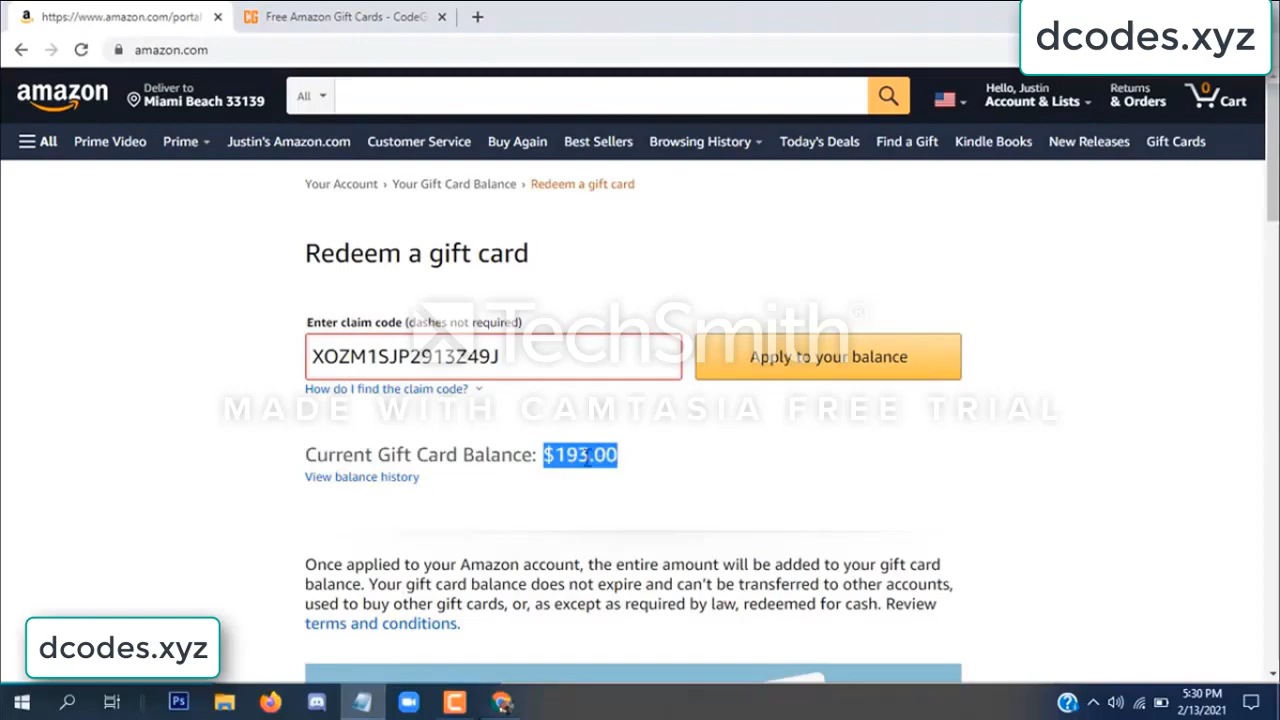 https://www.amazon.com/portal
Free Amazon Gift Cards - CodeG
dcodes.xyz
amazon.com
amazon
Deliver to
Miami Beach 33139
All
Hello, Justin
Account & Lists
Returns
& Orders
0
Cart
All Prime Video Prime Justin's Amazon.com Customer Service Buy Again Best Sellers Browsing History Today's Deals Find a Gift Kindle Books New Releases Gift Cards
Your Account › Your Gift Card Balance › Redeem a gift card
Redeem a gift card
Enter claim code (dashes not required)
XOZM1SJP2913Z49J
Apply to your balance
How do I find the claim code?
TechSmith®
MADE WITH CAMTASIA FREE TRIAL
Current Gift Card Balance: $193.00
View balance history
Once applied to your Amazon account, the entire amount will be added to your gift card
balance. Your gift card balance does not expire and can't be transferred to other accounts,
used to buy other gift cards, or, as except as required by law, redeemed for cash. Review
terms and conditions.
dcodes.xyz
Ps
5:30 PM
2/13/2021